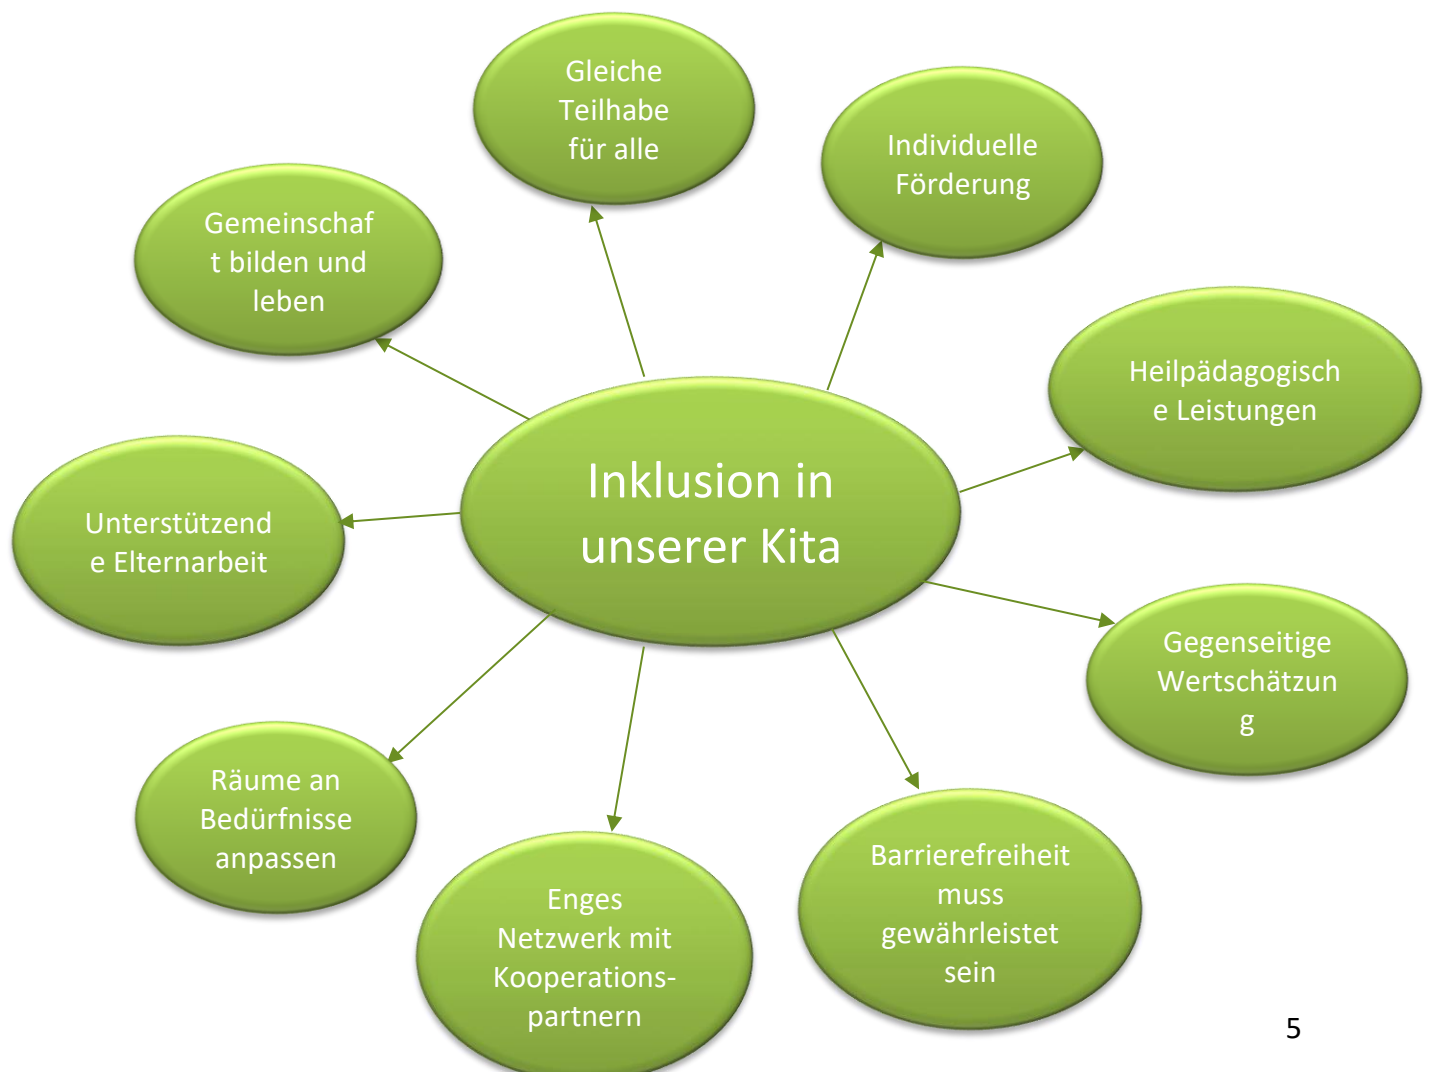 Gleiche
Teilhabe
für alle
Individuelle
Förderung
Gemeinschaf
t bilden und
leben
Heilpädagogisch
e Leistungen
Inklusion in
unserer Kita
Unterstützend
e Elternarbeit
Gegenseitige
Wertschätzun
g
Räume an
Bedürfnisse
anpassen
Barrierefreiheit
muss
gewährleistet
sein
Enges
Netzwerk mit
Kooperations-
partnern
5